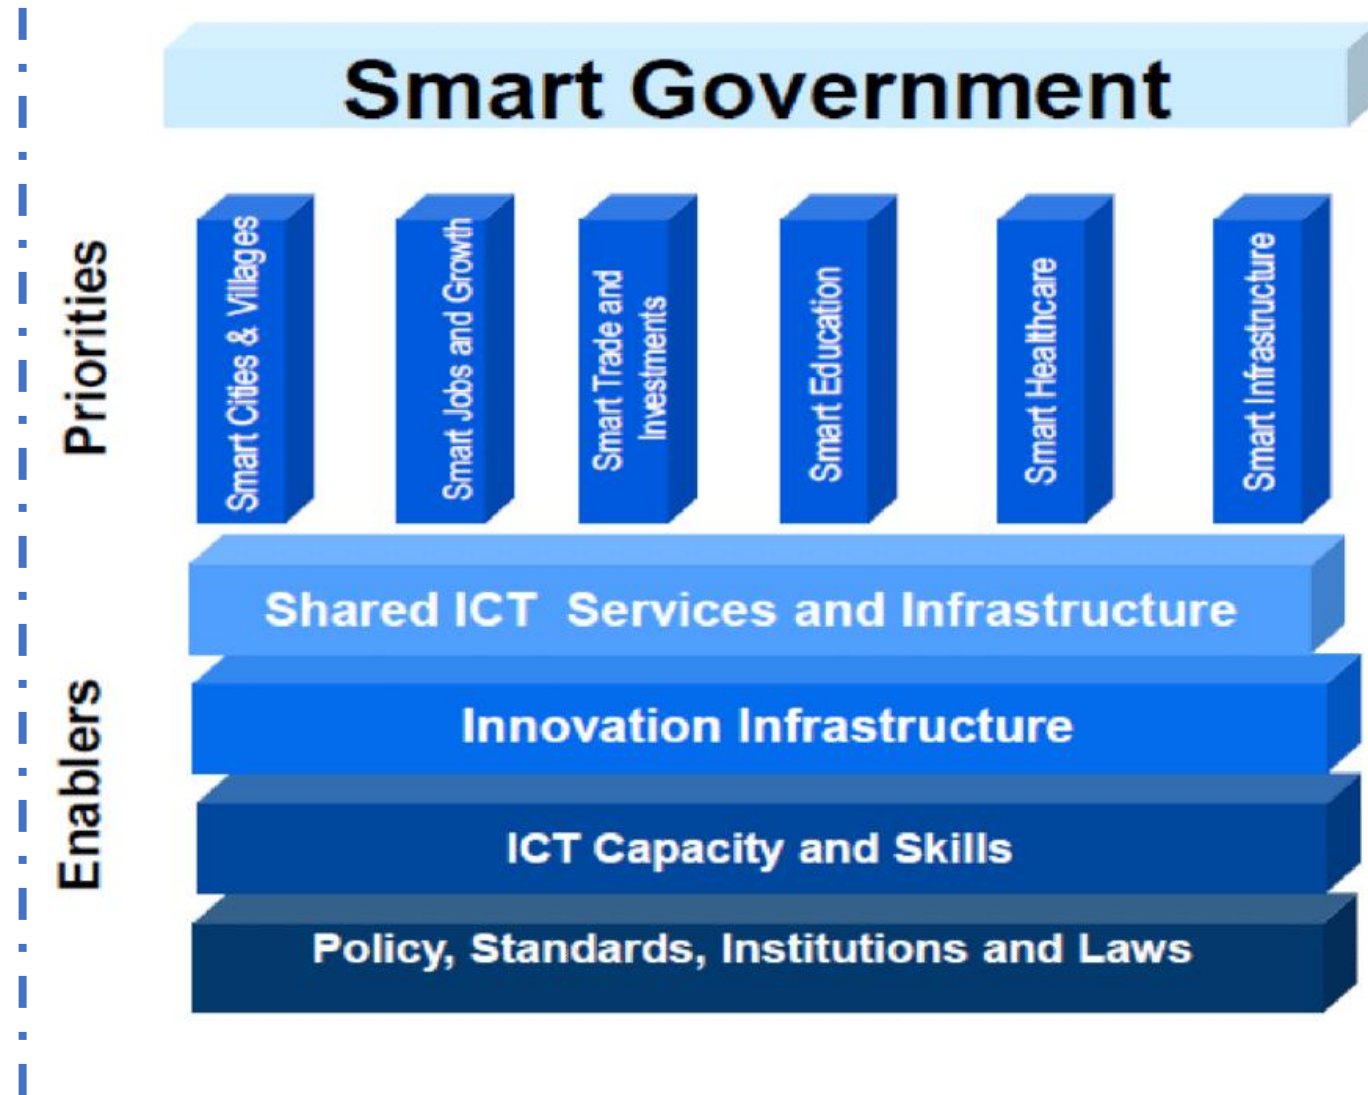 Smart Government
Priorities
Smart Cities & Villages
Smart Jobs and Growth
Smart Trade and
Investments
Smart Education
Smart Healthcare
Smart Infrastructure
Enablers
Shared ICT Services and Infrastructure
Innovation Infrastructure
ICT Capacity and Skills
Policy, Standards, Institutions and Laws